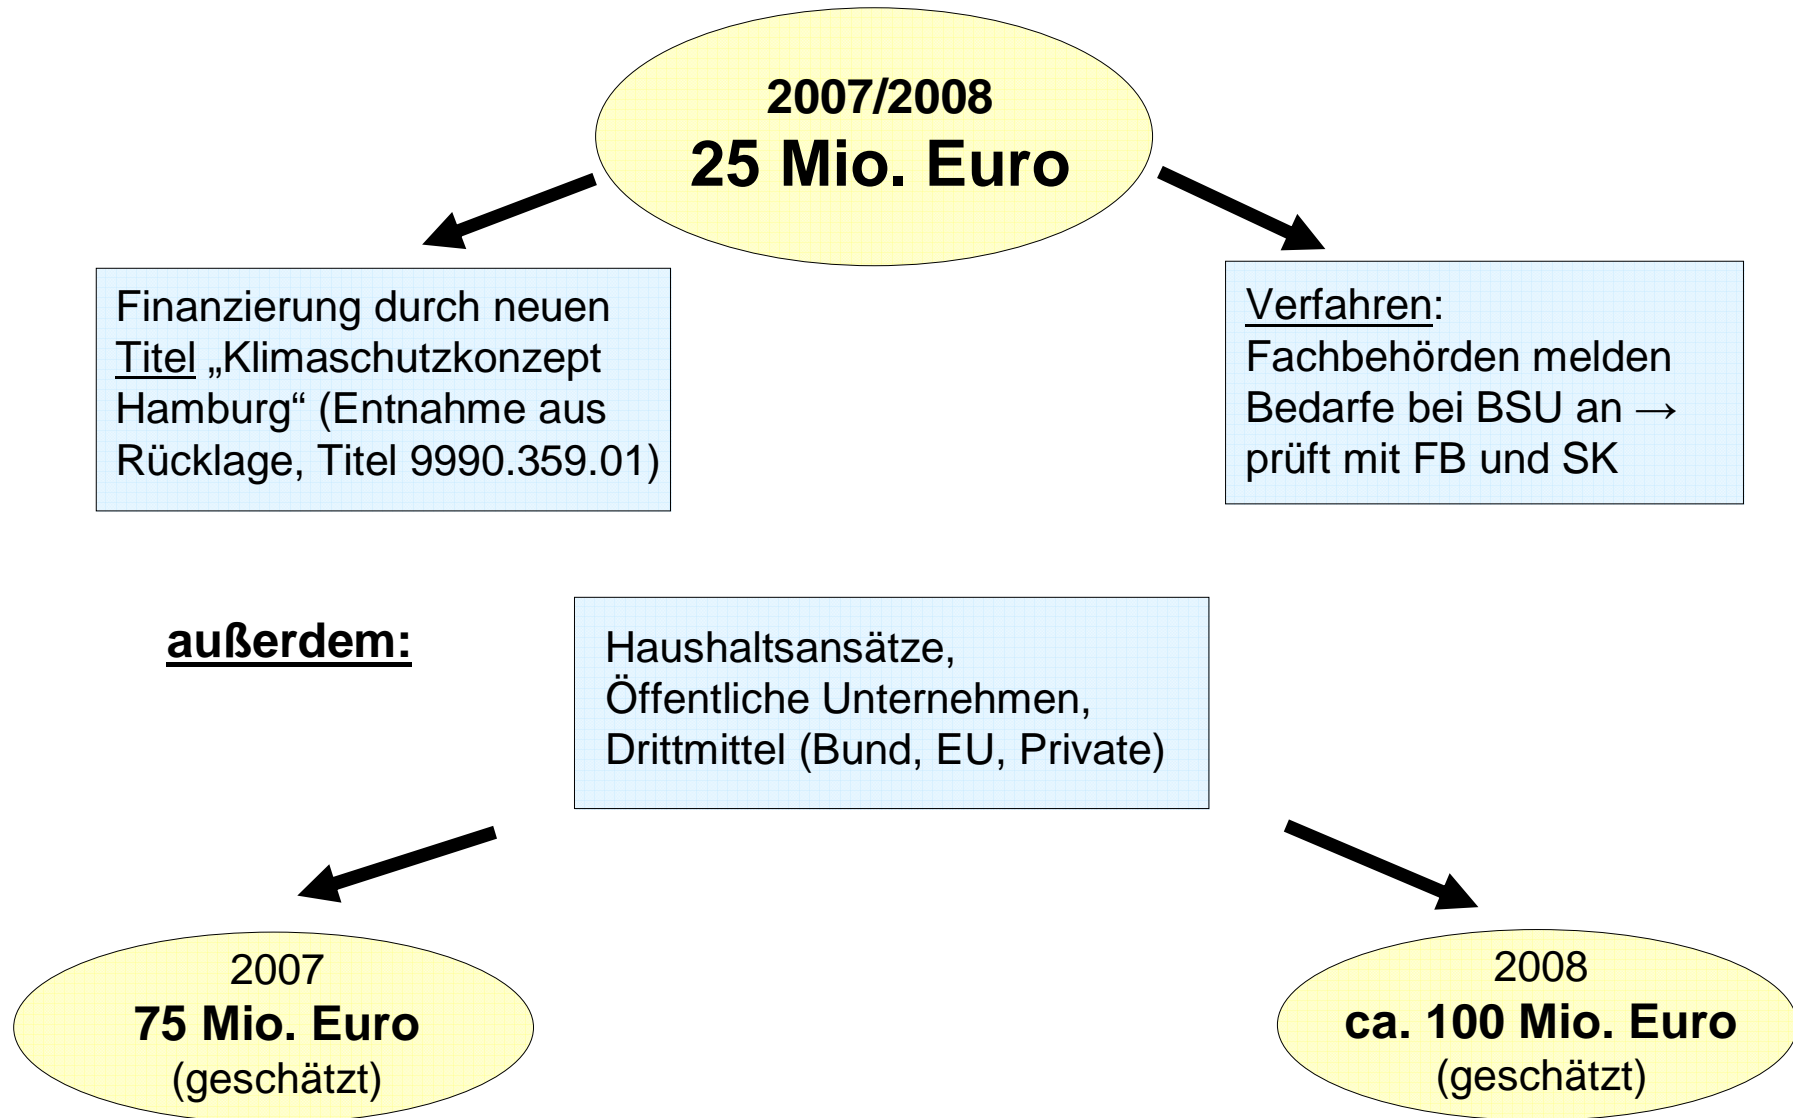 2007/2008
25 Mio. Euro
Finanzierung durch neuen
Titel „Klimaschutzkonzept
Hamburg“ (Entnahme aus
Rücklage, Titel 9990.359.01)
Verfahren:
Fachbehörden melden
Bedarfe bei BSU an →
prüft mit FB und SK
außerdem:
Haushaltsansätze,
Öffentliche Unternehmen,
Drittmittel (Bund, EU, Private)
2007
75 Mio. Euro
(geschätzt)
2008
ca. 100 Mio. Euro
(geschätzt)